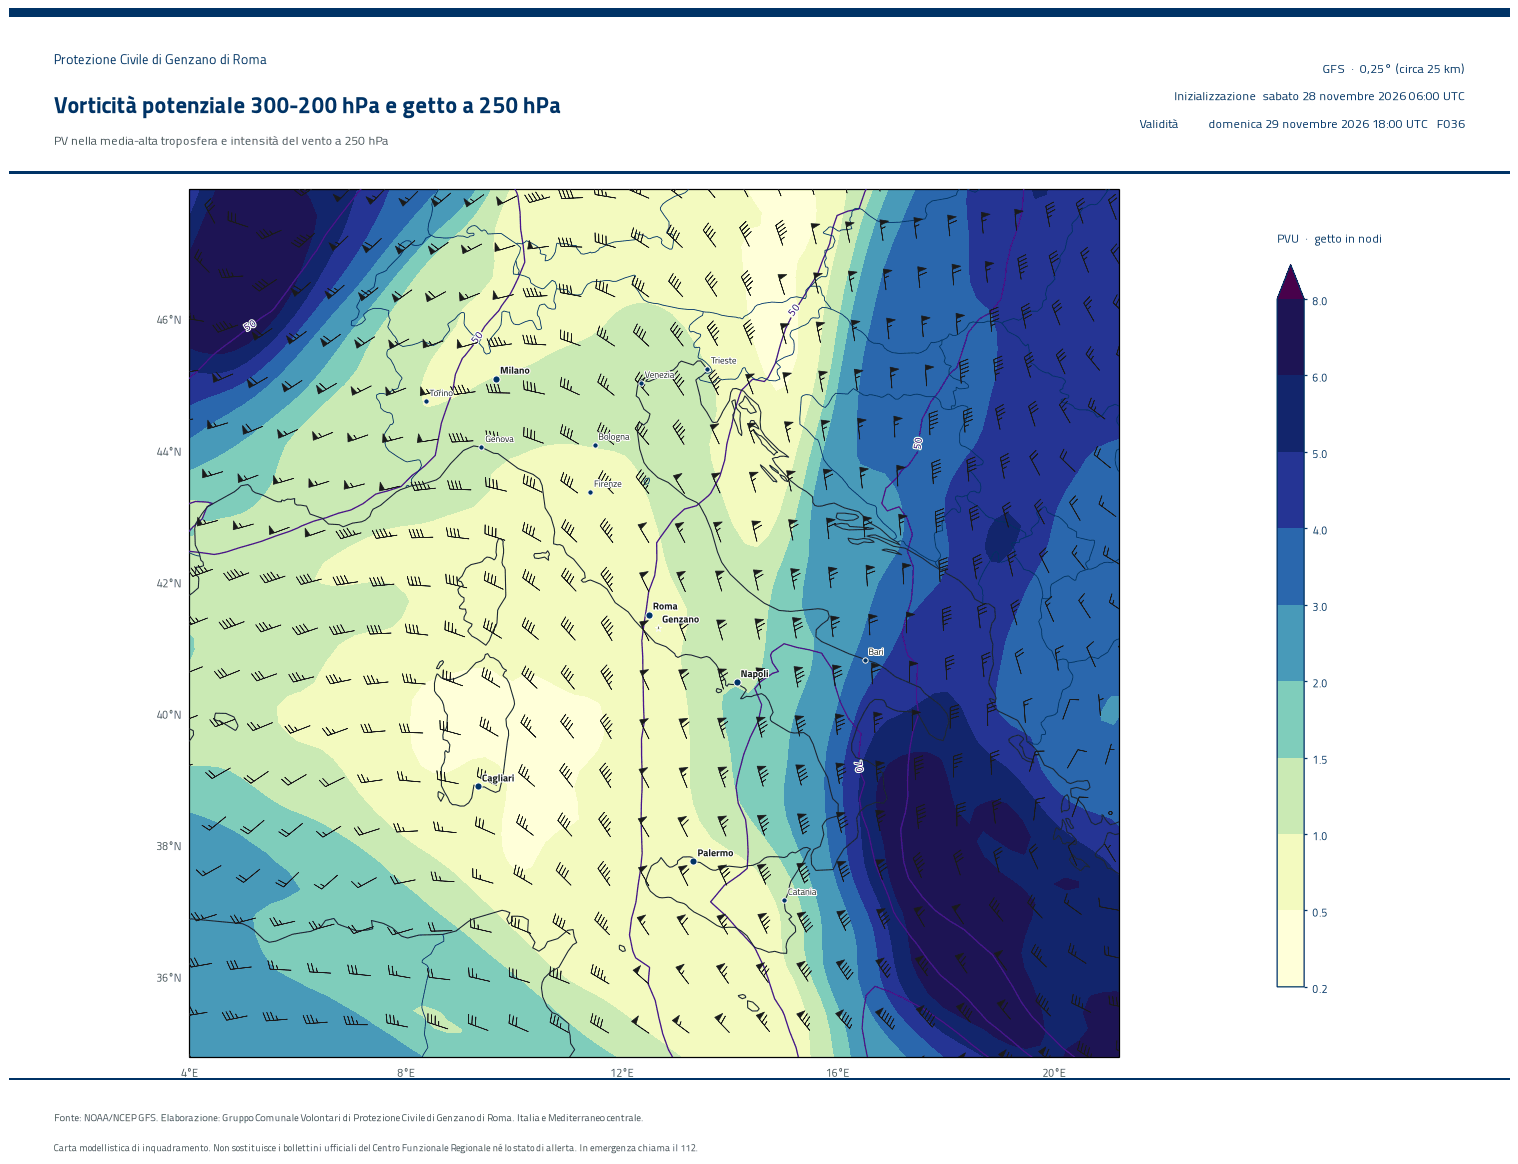 Protezione Civile di Genzano di Roma
Vorticità potenziale 300-200 hPa e getto a 250 hPa
PV nella media-alta troposfera e intensità del vento a 250 hPa
GFS · 0,25° (circa 25 km)
Inizializzazione sabato 28 novembre 2026 06:00 UTC
Validità domenica 29 novembre 2026 18:00 UTC F036
PVU · getto in nodi
8.0
6.0
5.0
4.0
3.0
2.0
1.5
1.0
0.5
0.2
46°N
44°N
42°N
40°N
38°N
36°N
4°E
8°E
12°E
16°E
20°E
50
50
50
50
70
Milano
Torino
Venezia
Trieste
Genova
Bologna
Firenze
Roma
Genzano
Napoli
Bari
Cagliari
Palermo
Catania
Fonte: NOAA/NCEP GFS. Elaborazione: Gruppo Comunale Volontari di Protezione Civile di Genzano di Roma. Italia e Mediterraneo centrale.
Carta modellistica di inquadramento. Non sostituisce i bollettini ufficiali del Centro Funzionale Regionale né lo stato di allerta. In emergenza chiama il 112.